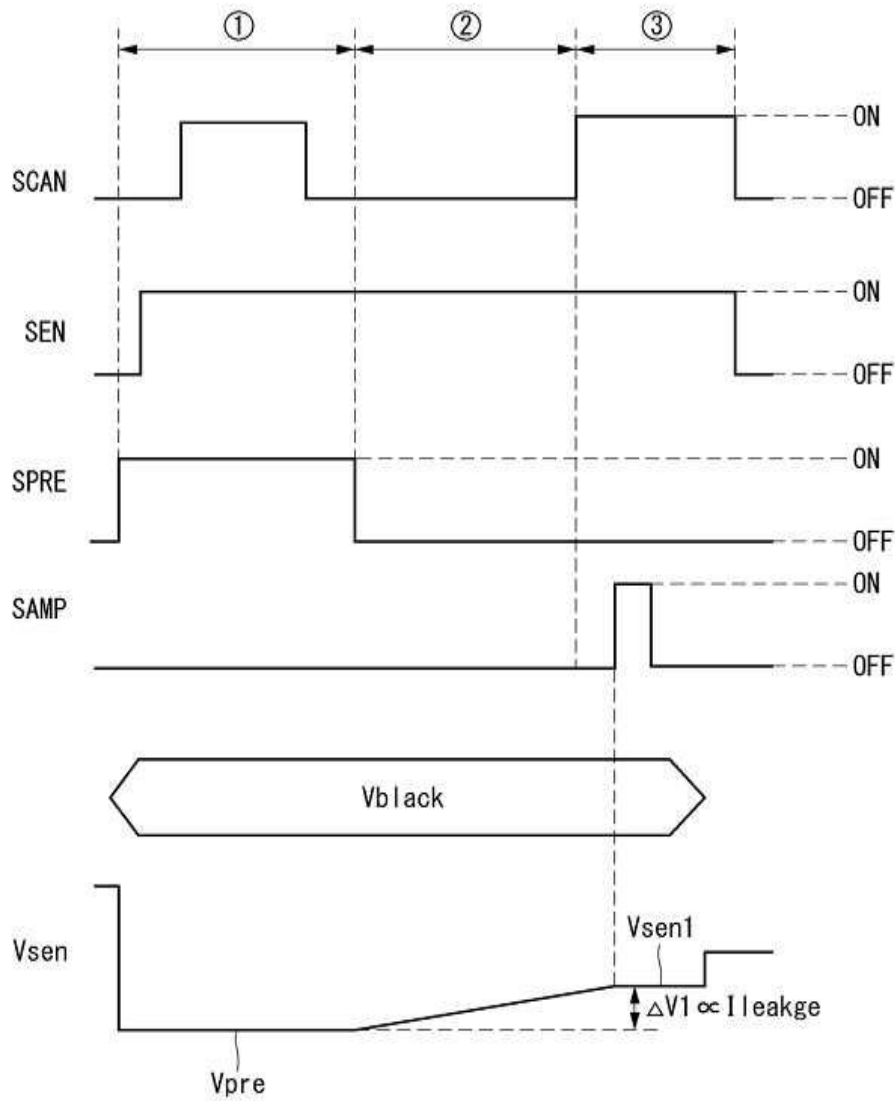 ① ② ③
ON
SCAN
OFF
ON
SEN
OFF
ON
SPRE
OFF
ON
SAMP
OFF
Vblack
Vsen1
Vsen
△V1∝Ileakge
Vpre